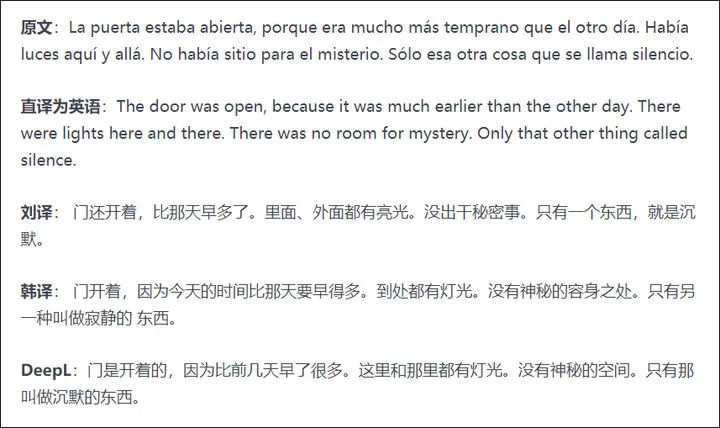 原文：La puerta estaba abierta, porque era mucho más temprano que el otro día. Había
luces aquí y allá. No había sitio para el misterio. Sólo esa otra cosa que se llama silencio.
直译为英语：The door was open, because it was much earlier than the other day. There
were lights here and there. There was no room for mystery. Only that other thing called
silence.
刘译： 门还开着，比那天早多了。里面、外面都有亮光。没出干秘密事。只有一个东西，就是沉
默。
韩译： 门开着，因为今天的时间比那天要早得多。到处都有灯光。没有神秘的容身之处。只有另
一种叫做寂静的 东西。
DeepL：门是开着的，因为比前几天早了很多。这里和那里都有灯光。没有神秘的空间。只有那
叫做沉默的东西。